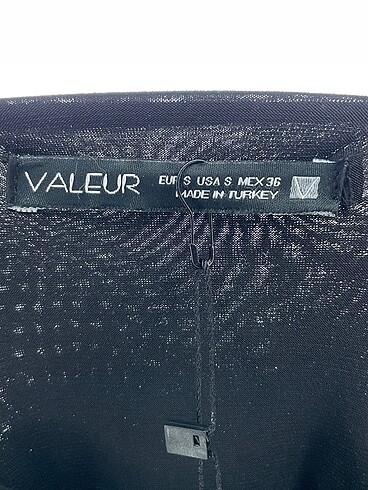 VALEUR
EUR S USA S MEX 36
MADE IN TURKEY